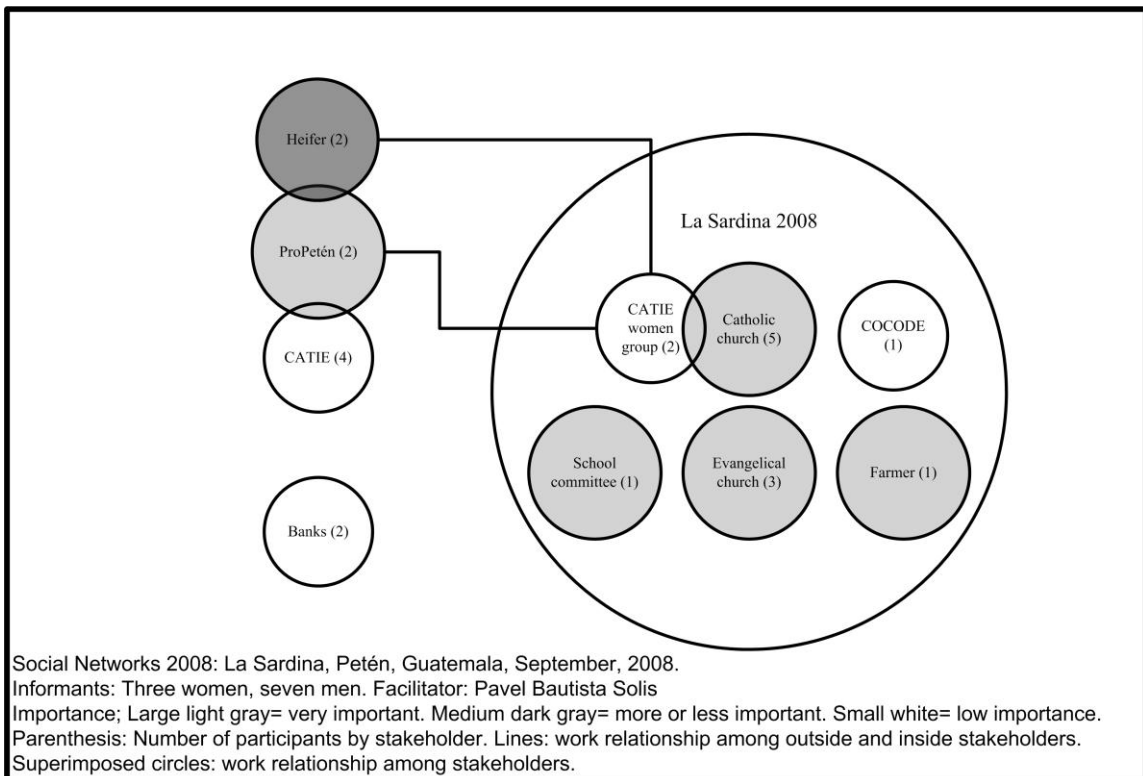 Heifer (2)
ProPetén (2)
CATIE (4)
Banks (2)
La Sardina 2008
CATIE
women
group (2)
Catholic
church (5)
COCODE
(1)
School
committee (1)
Evangelical
church (3)
Farmer (1)
Social Networks 2008: La Sardina, Petén, Guatemala, September, 2008.
Informants: Three women, seven men. Facilitator: Pavel Bautista Solis
Importance; Large light gray= very important. Medium dark gray= more or less important. Small white= low importance.
Parenthesis: Number of participants by stakeholder. Lines: work relationship among outside and inside stakeholders.
Superimposed circles: work relationship among stakeholders.